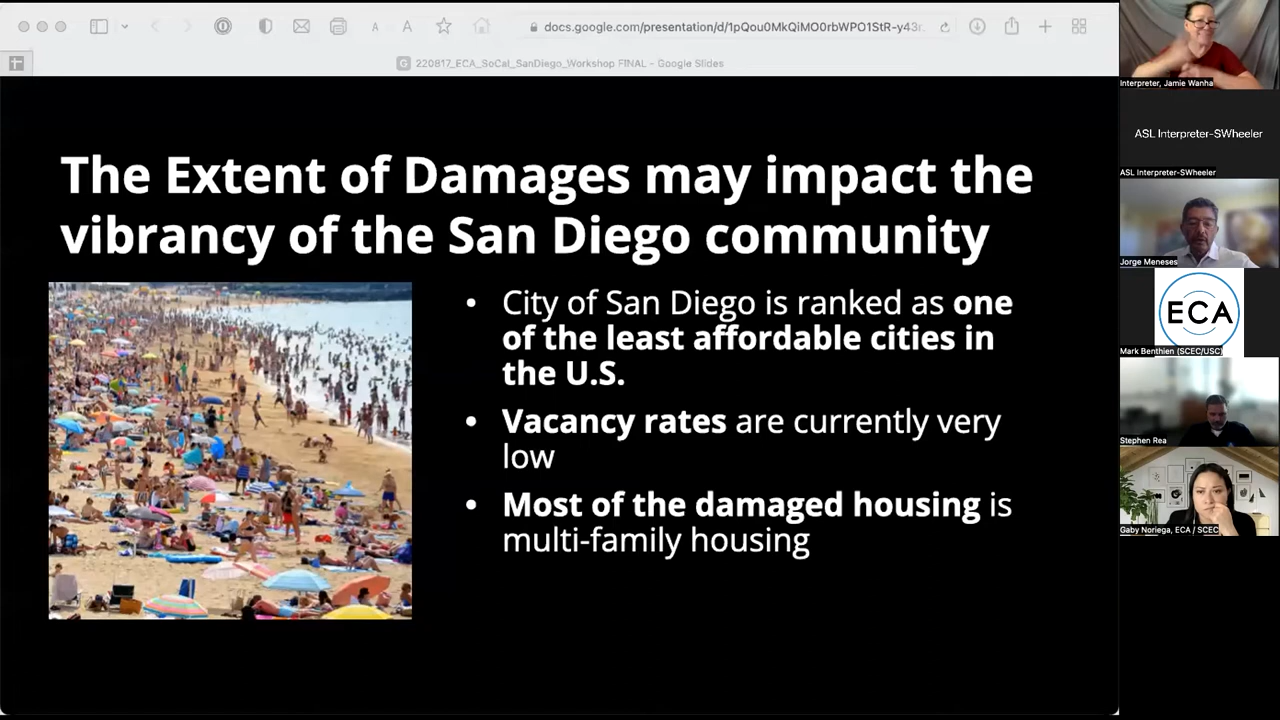 A A docs.google.com/presentation/d/1pQou0MkQiMO0rbWPO1StR-y43r
220817_ECA_SoCal_SanDiego_Workshop FINAL - Google Slides
The Extent of Damages may impact the
vibrancy of the San Diego community
• City of San Diego is ranked as one
of the least affordable cities in
the U.S.
• Vacancy rates are currently very
low
• Most of the damaged housing is
multi-family housing
Interpreter, Jamie Wanha
ASL Interpreter-SWheeler
ASL Interpreter-SWheeler
Jorge Meneses
ECA
Mark Benthien (SCEC/USC)
Stephen Rea
Gaby Noriega, ECA / SCEC